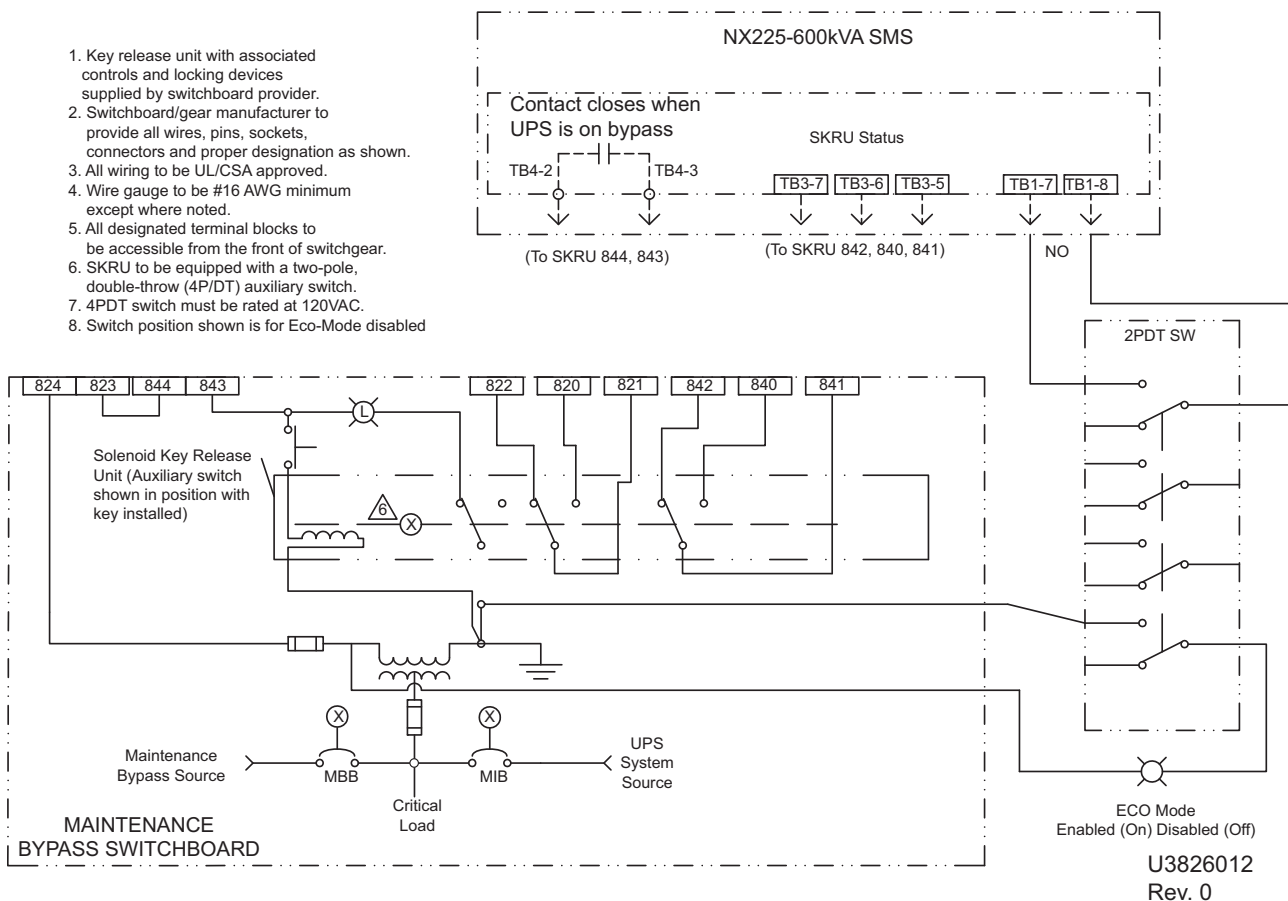 1. Key release unit with associated
controls and locking devices
supplied by switchboard provider.
2. Switchboard/gear manufacturer to
provide all wires, pins, sockets,
connectors and proper designation as shown.
3. All wiring to be UL/CSA approved.
4. Wire gauge to be #16 AWG minimum
except where noted.
5. All designated terminal blocks to
be accessible from the front of switchgear.
6. SKRU to be equipped with a two-pole,
double-throw (4P/DT) auxiliary switch.
7. 4PDT switch must be rated at 120VAC.
8. Switch position shown is for Eco-Mode disabled
NX225-600kVA SMS
Contact closes when
UPS is on bypass
SKRU Status
TB4-2
TB4-3
TB3-7
TB3-6
TB3-5
TB1-7
TB1-8
(To SKRU 844, 843)
(To SKRU 842, 840, 841)
NO
2PDT SW
824
823
844
843
822
820
821
842
840
841
L
Solenoid Key Release
Unit (Auxiliary switch
shown in position with
key installed)
6
X
X
X
Maintenance
Bypass Source
MBB
MIB
UPS
System
Source
Critical
Load
MAINTENANCE
BYPASS SWITCHBOARD
ECO Mode
Enabled (On) Disabled (Off)
U3826012
Rev. 0